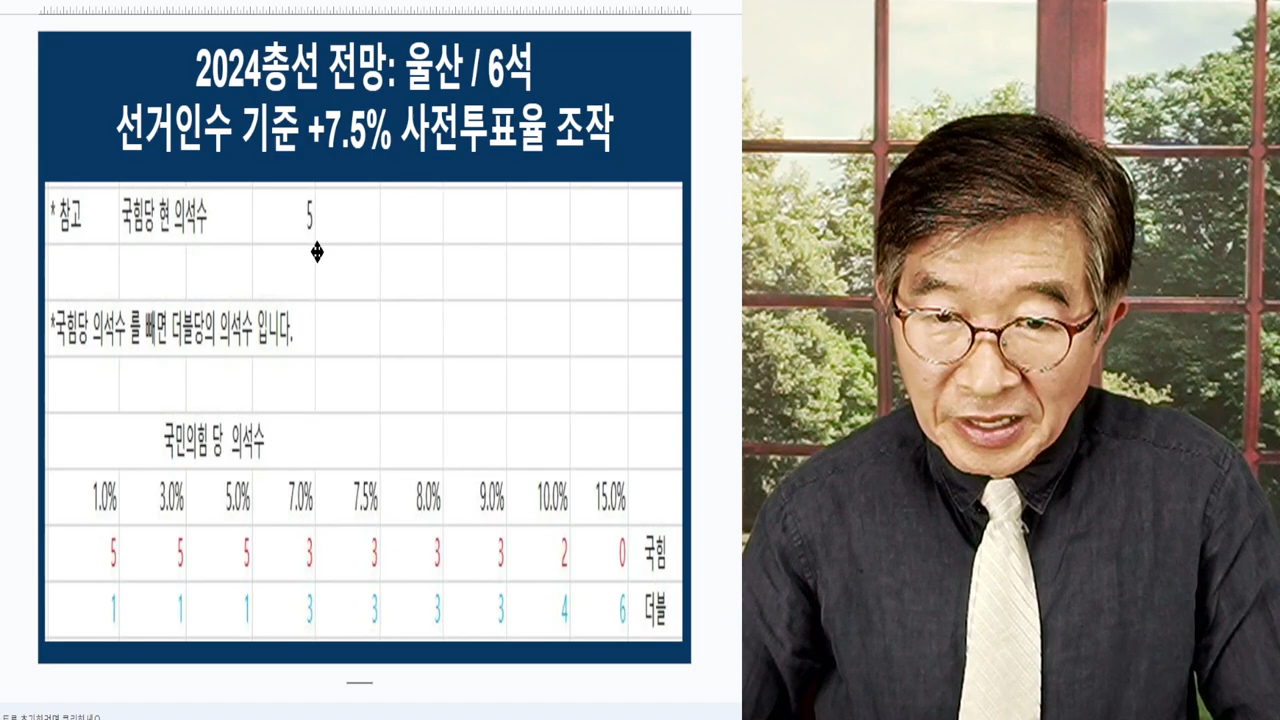 2024총선 전망: 울산 / 6석
선거인수 기준 +7.5% 사전투표율 조작
* 참고 국힘당 현 의석수 5
*국힘당 의석수 를 빼면 더블당의 의석수 입니다.
국민의힘 당 의석수
1.0% 3.0% 5.0% 7.0% 7.5% 8.0% 9.0% 10.0% 15.0%
5 5 5 3 3 3 3 2 0 국힘
1 1 1 3 3 3 3 4 6 더블